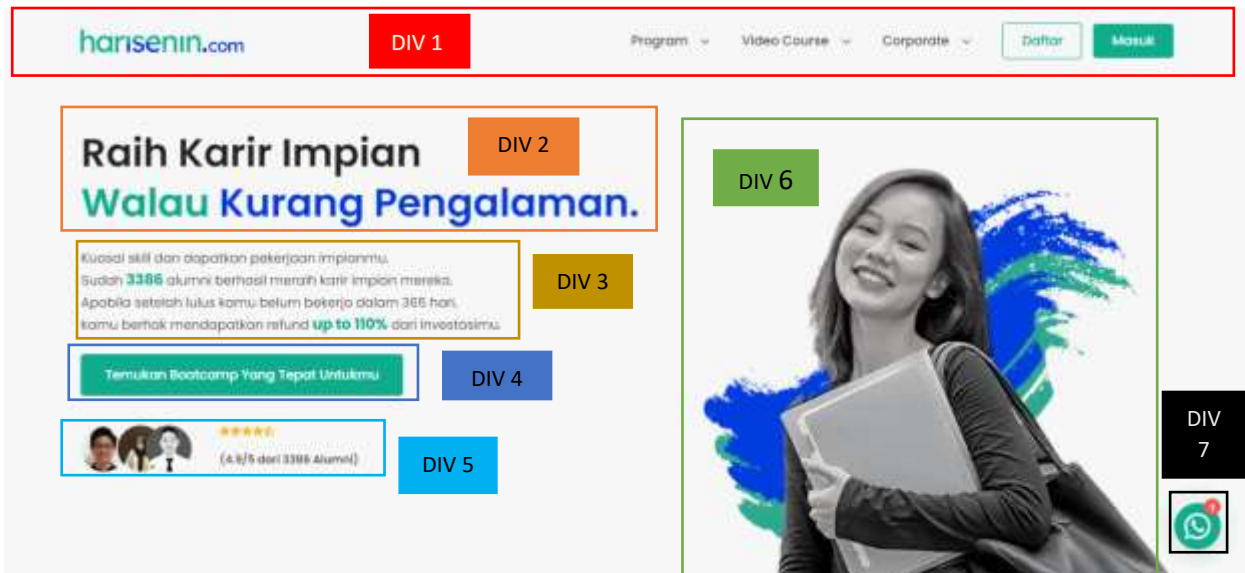 harısenın.com
DIV 1
Program
Video Course
Corporate
Daftar
Masuk
Raih Karir Impian
DIV 2
Walau Kurang Pengalaman.
DIV 6
Kuasai skill dan dapatkan pekerjaan impianmu.
Sudah 3386 alumni berhasil meraih karir impian mereka.
DIV 3
Apabila setelah lulus kamu belum bekerja dalam 365 hari,
kamu berhak mendapatkan refund up to 110% dari investasimu.
Temukan Bootcamp Yang Tepat Untukmu
DIV 4
(4.9/5 dari 3386 Alumni)
DIV 5
DIV
7
1